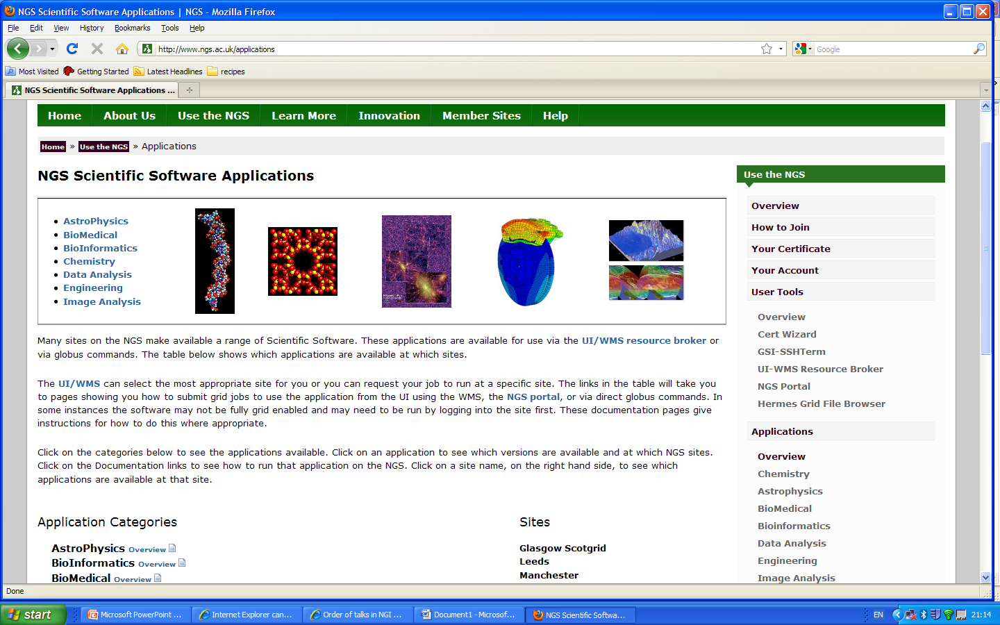 NGS Scientific Software Applications | NGS - Mozilla Firefox
File Edit View History Bookmarks Tools Help
http://www.ngs.ac.uk/applications
Google
Most Visited Getting Started Latest Headlines recipes
NGS Scientific Software Applications ...
Home About Us Use the NGS Learn More Innovation Member Sites Help
Home » Use the NGS » Applications
NGS Scientific Software Applications
AstroPhysics
BioMedical
BioInformatics
Chemistry
Data Analysis
Engineering
Image Analysis
Many sites on the NGS make available a range of Scientific Software. These applications are available for use via the UI/WMS resource broker or
via globus commands. The table below shows which applications are available at which sites.
The UI/WMS can select the most appropriate site for you or you can request your job to run at a specific site. The links in the table will take you
to pages showing you how to submit grid jobs to use the application from the UI using the WMS, the NGS portal, or via direct globus commands. In
some instances the software may not be fully grid enabled and may need to be run by logging into the site first. These documentation pages give
instructions for how to do this where appropriate.
Click on the categories below to see the applications available. Click on an application to see which versions are available and at which NGS sites.
Click on the Documentation links to see how to run that application on the NGS. Click on a site name, on the right hand side, to see which
applications are available at that site.
Application Categories
AstroPhysics Overview
BioInformatics Overview
BioMedical Overview
Sites
Glasgow Scotgrid
Leeds
Manchester
Use the NGS
Overview
How to Join
Your Certificate
Your Account
User Tools
Overview
Cert Wizard
GSI-SSHTerm
UI-WMS Resource Broker
NGS Portal
Hermes Grid File Browser
Applications
Overview
Chemistry
Astrophysics
BioMedical
Bioinformatics
Data Analysis
Engineering
Image Analysis
Done
start Microsoft PowerPoint ... Internet Explorer can... Order of talks in NGI ... Document1 - Microsof... NGS Scientific Softwa... EN 21:14